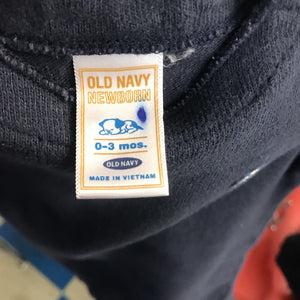 OLD NAVY
NEWBORN
0-3 mos.
OLD NAVY
MADE IN VIETNAM